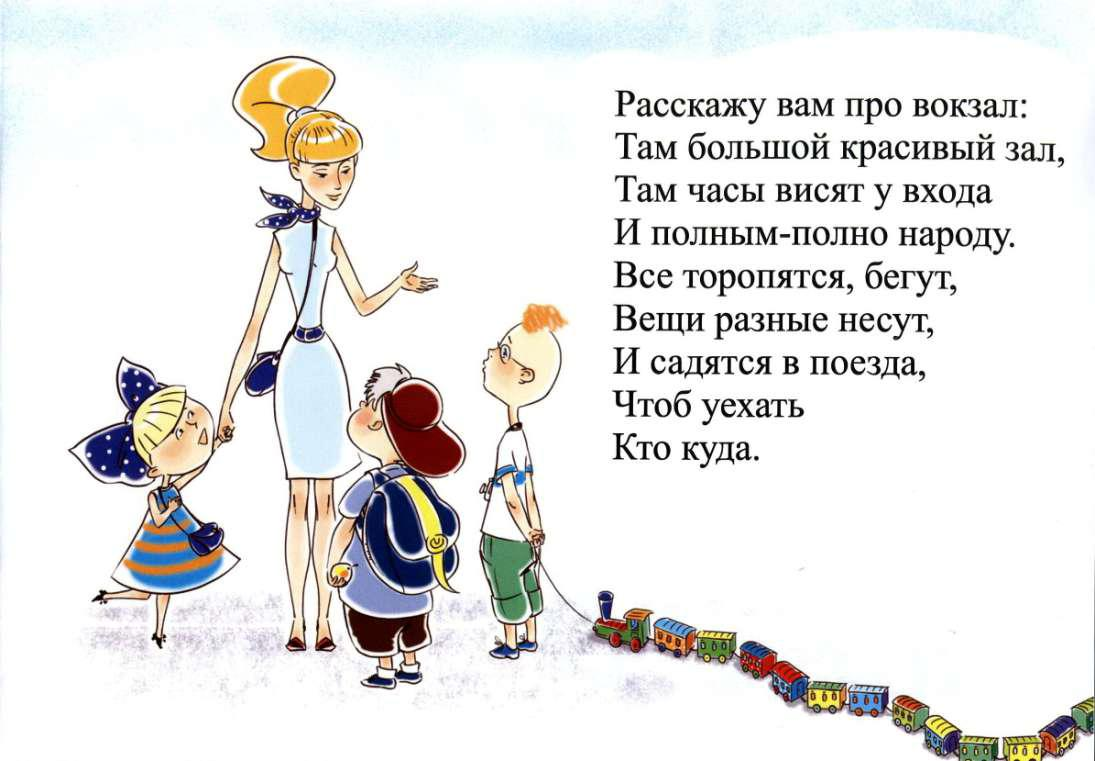 Расскажу вам про вокзал:
Там большой красивый зал,
Там часы висят у входа
И полным-полно народу.
Все торопятся, бегут,
Вещи разные несут,
И садятся в поезда,
Чтоб уехать
Кто куда.